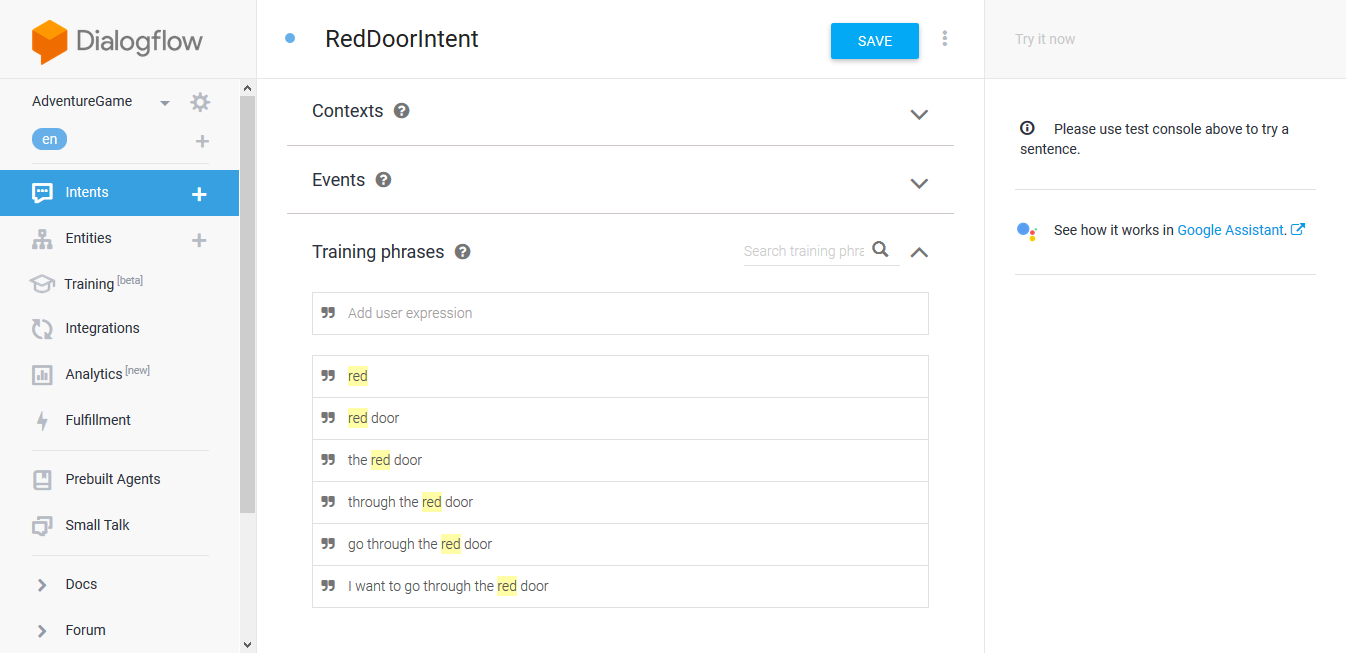 Dialogflow
AdventureGame
en
Intents
Entities
Training [beta]
Integrations
Analytics [new]
Fulfillment
Prebuilt Agents
Small Talk
Docs
Forum
RedDoorIntent
SAVE
Contexts
Events
Training phrases
Search training phra
Add user expression
red
red door
the red door
through the red door
go through the red door
I want to go through the red door
Try it now
Please use test console above to try a
sentence.
See how it works in Google Assistant.